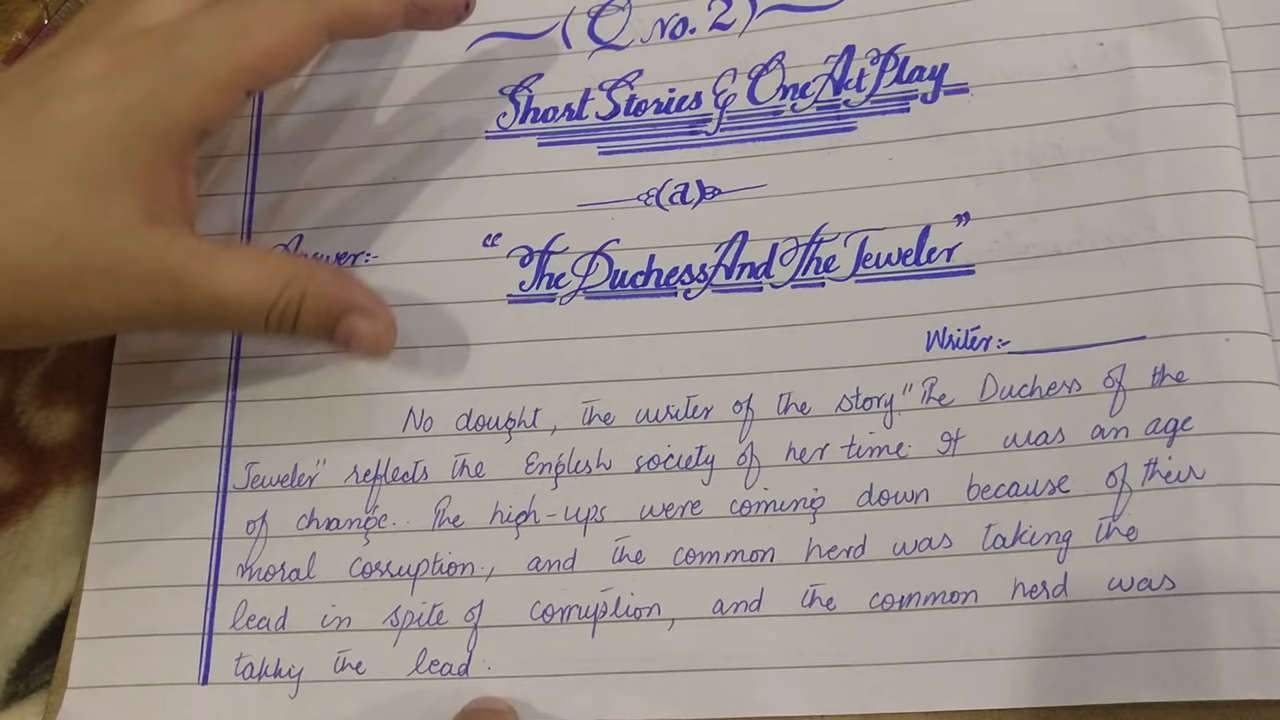 (Q No. 2)
Short Stories & One Act Play
(a)
Answer:-
"The Duchess And The Jeweler"
Writer:-
No dought, the writer of the story "The Duchess of the
Jeweler" reflects the English society of her time. It was an age
of change.. The high-ups were coming down because of their
moral corruption., and the common herd was taking the
lead in spite of corruption, and the common herd was
the lead.